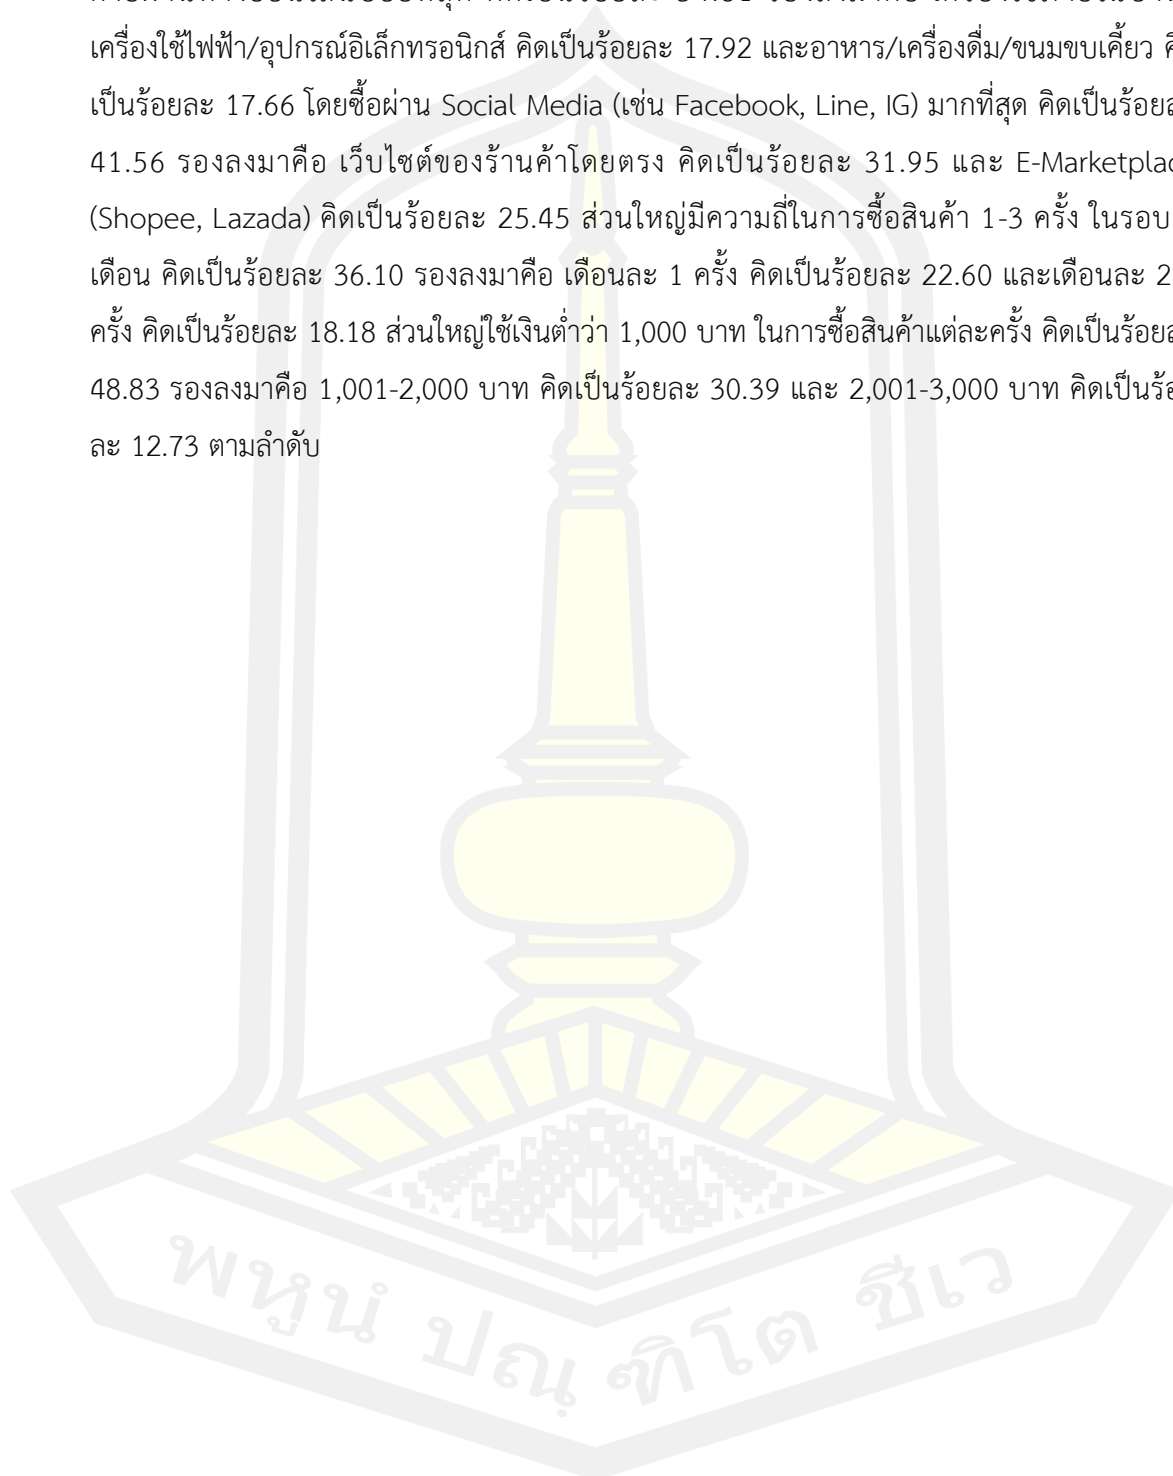 เครื่องใช้ไฟฟ้า/อุปกรณ์อิเล็กทรอนิกส์ คิดเป็นร้อยละ 17.92 และอาหาร/เครื่องดื่ม/ขนมขบเคี้ยว
เป็นร้อยละ 17.66 โดยซื้อผ่าน Social Media (เช่น Facebook, Line, IG) มากที่สุด คิดเป็นร้อยล
41.56 รองลงมาคือ เว็บไซต์ของร้านค้าโดยตรง คิดเป็นร้อยละ 31.95 และ E-Marketplac
(Shopee, Lazada) คิดเป็นร้อยละ 25.45 ส่วนใหญ่มีความถี่ในการซื้อสินค้า 1-3 ครั้ง ในรอบ
เดือน คิดเป็นร้อยละ 36.10 รองลงมาคือ เดือนละ 1 ครั้ง คิดเป็นร้อยละ 22.60 และเดือนละ 2
ครั้ง คิดเป็นร้อยละ 18.18 ส่วนใหญ่ใช้เงินต่ำว่า 1,000 บาท ในการซื้อสินค้าแต่ละครั้ง คิดเป็นร้อยล
48.83 รองลงมาคือ 1,001-2,000 บาท คิดเป็นร้อยละ 30.39 และ 2,001-3,000 บาท คิดเป็นร้อ
ละ 12.73 ตามลำดับ
พหูนํ ปณฺฑิโต ชีเว